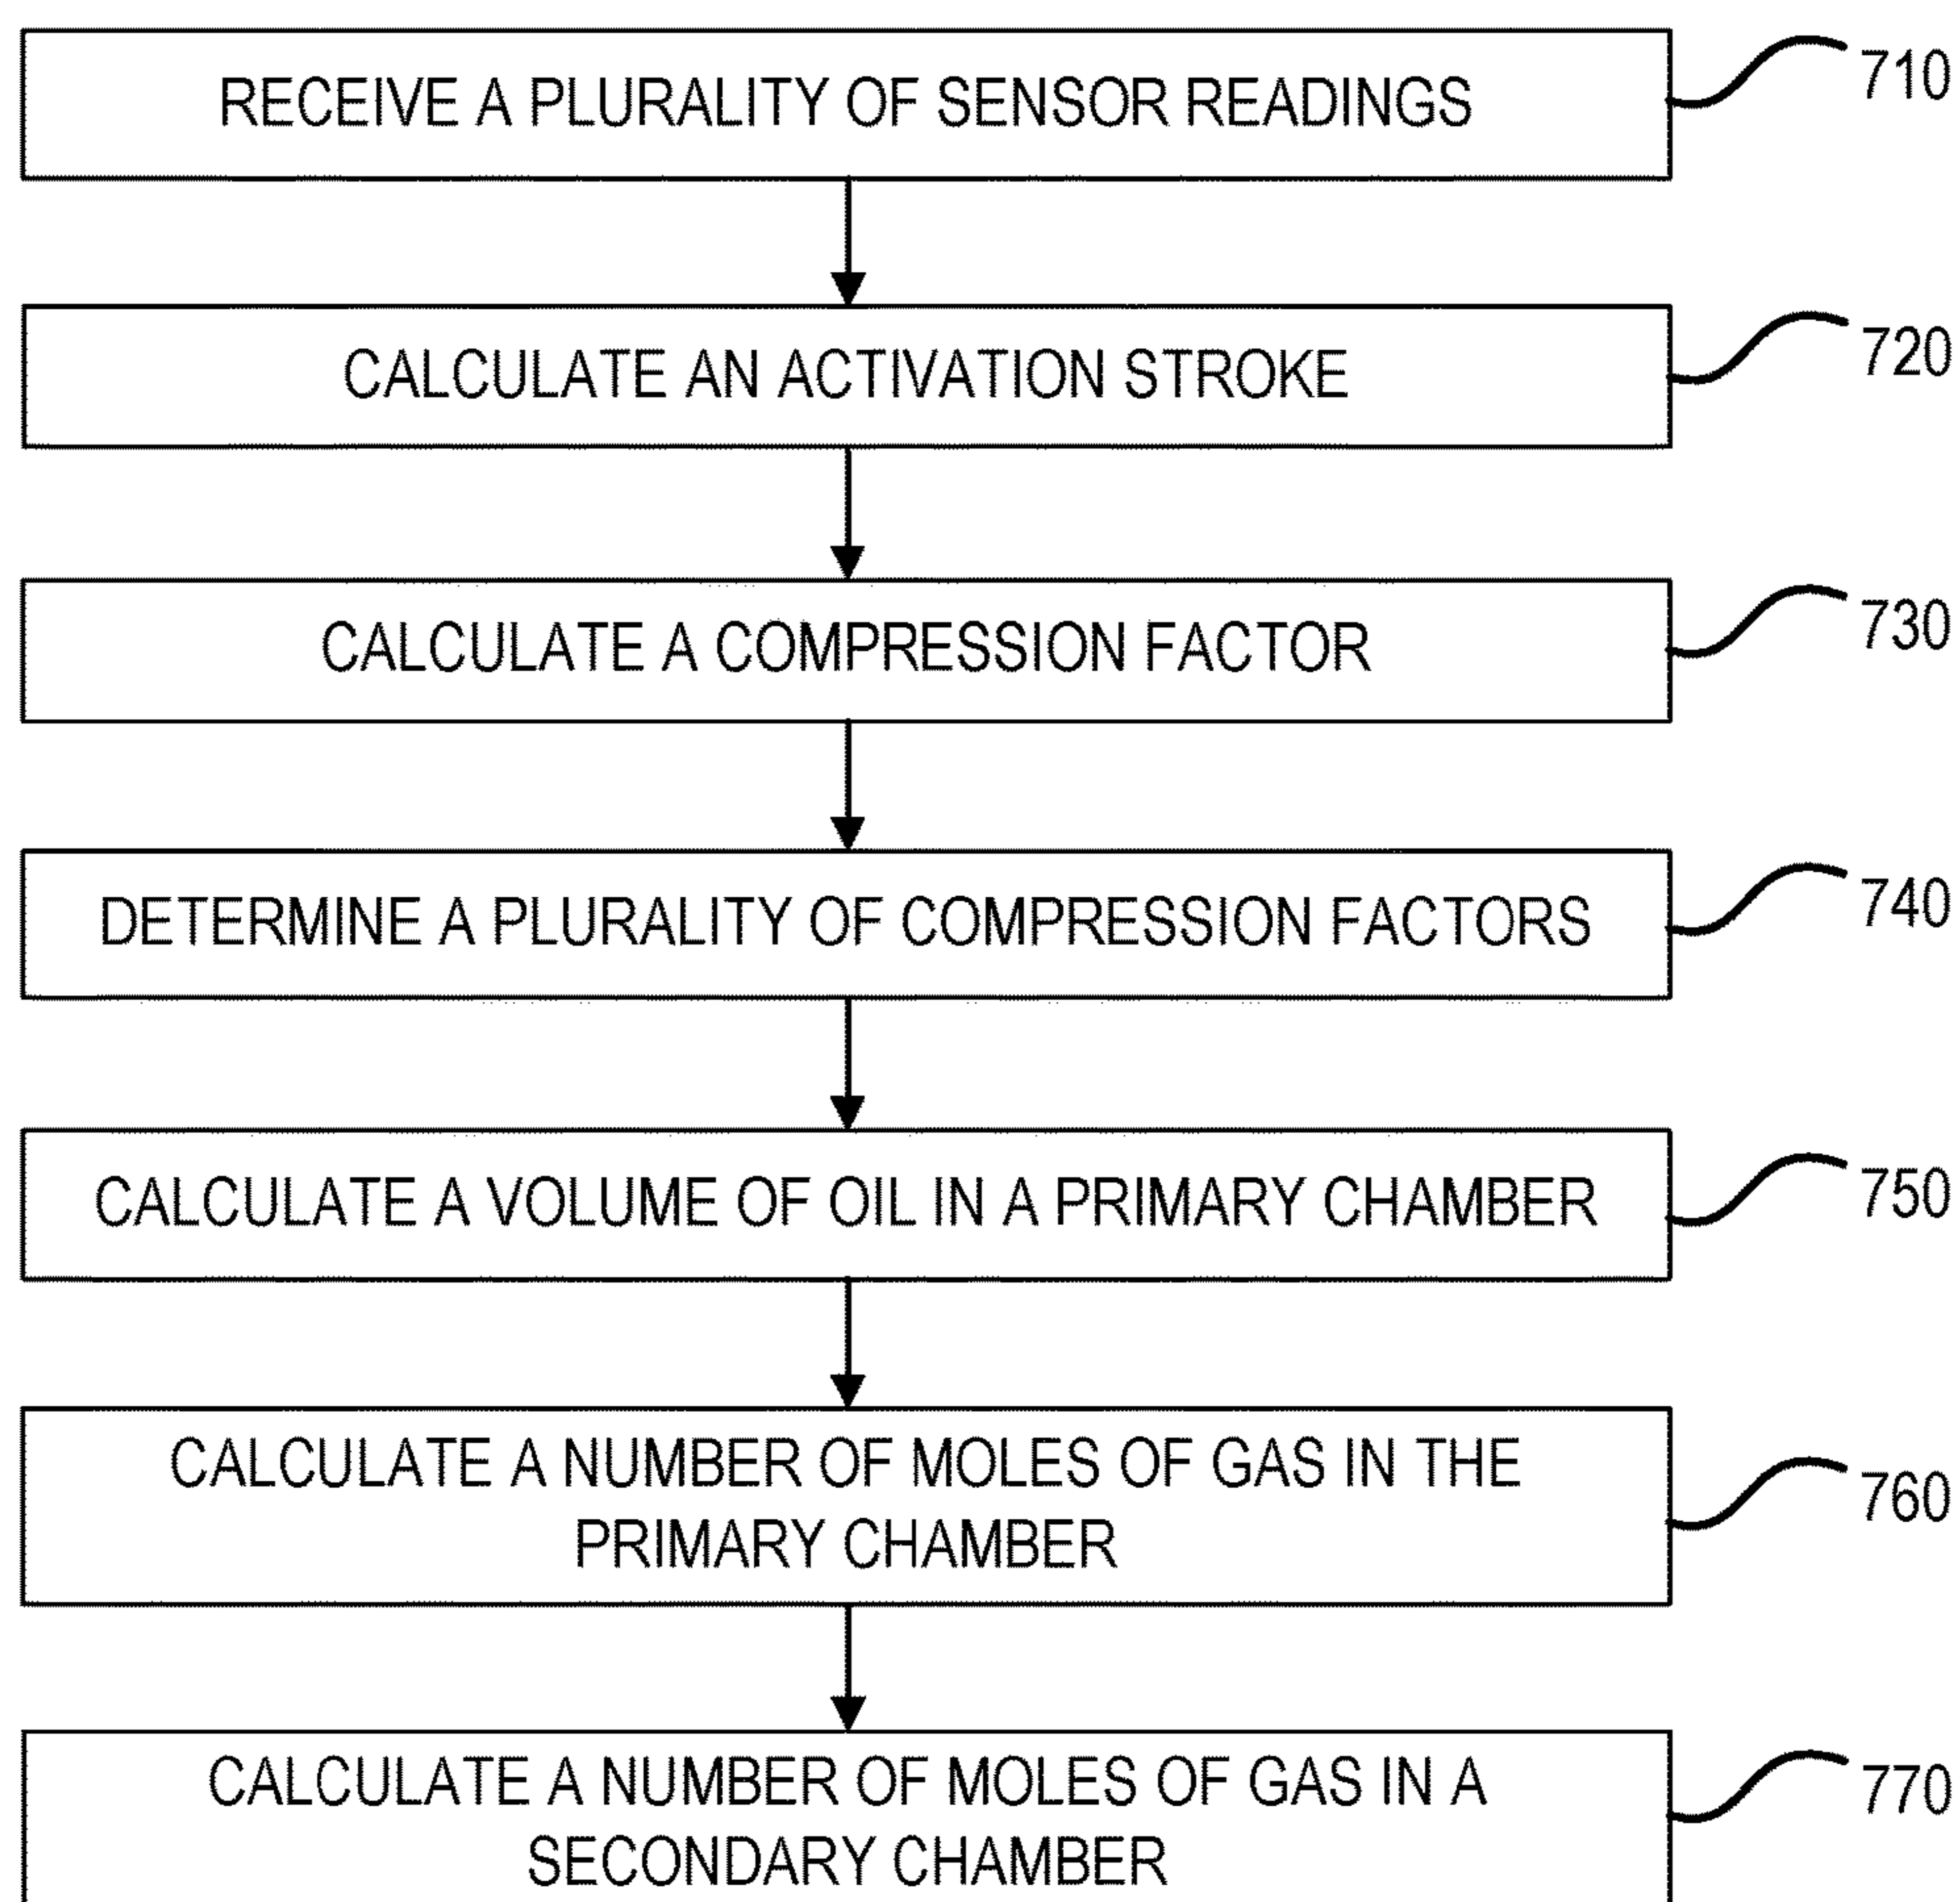 RECEIVE A PLURALITY OF SENSOR READINGS
710
CALCULATE AN ACTIVATION STROKE
720
CALCULATE A COMPRESSION FACTOR
730
DETERMINE A PLURALITY OF COMPRESSION FACTORS
740
CALCULATE A VOLUME OF OIL IN A PRIMARY CHAMBER
750
CALCULATE A NUMBER OF MOLES OF GAS IN THE
PRIMARY CHAMBER
760
CALCULATE A NUMBER OF MOLES OF GAS IN A
SECONDARY CHAMBER
770